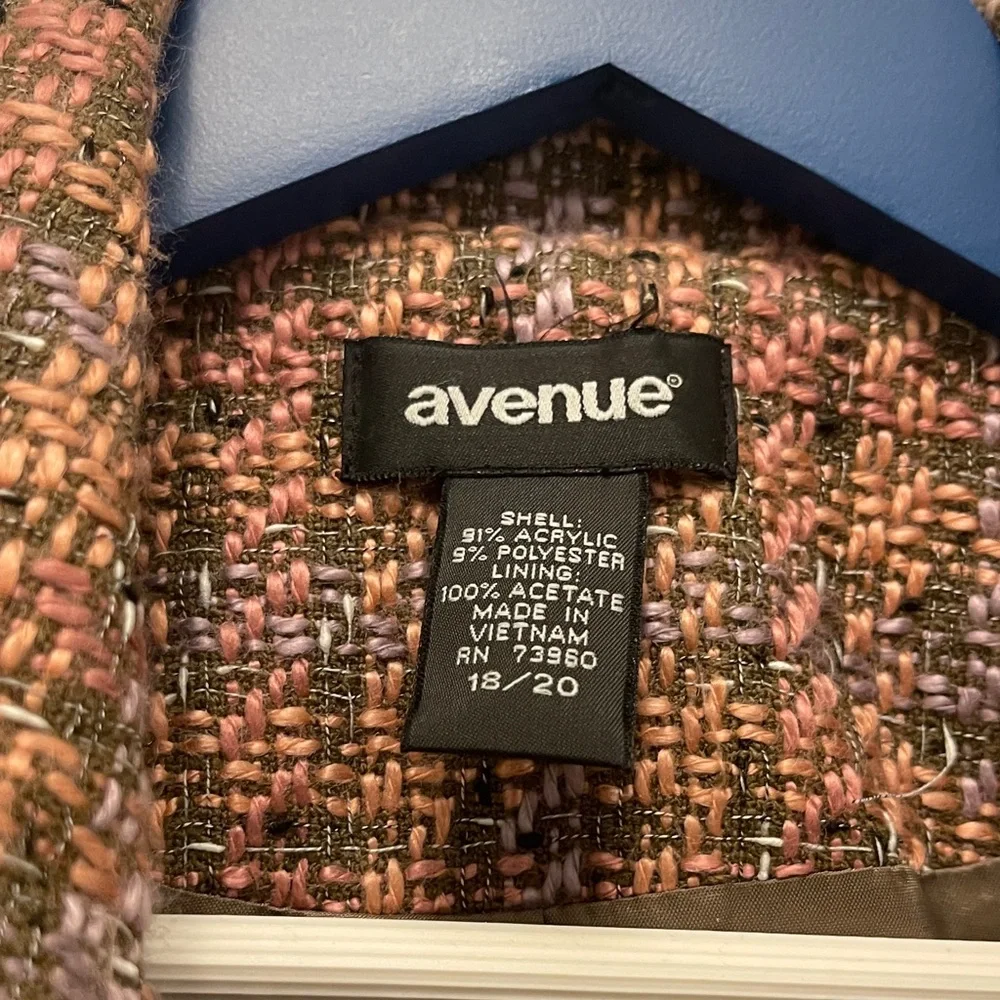 avenue®
SHELL:
91% ACRYLIC
9% POLYESTER
LINING:
100% ACETATE
MADE IN
VIETNAM
RN 73960
18/20